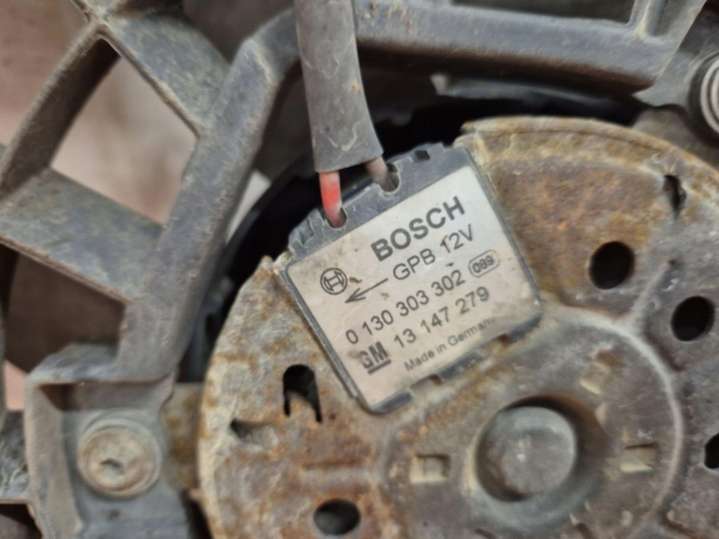 BOSCH
GPB 12V
0 130 303 302 089
GM 13 147 279
Made in Germany